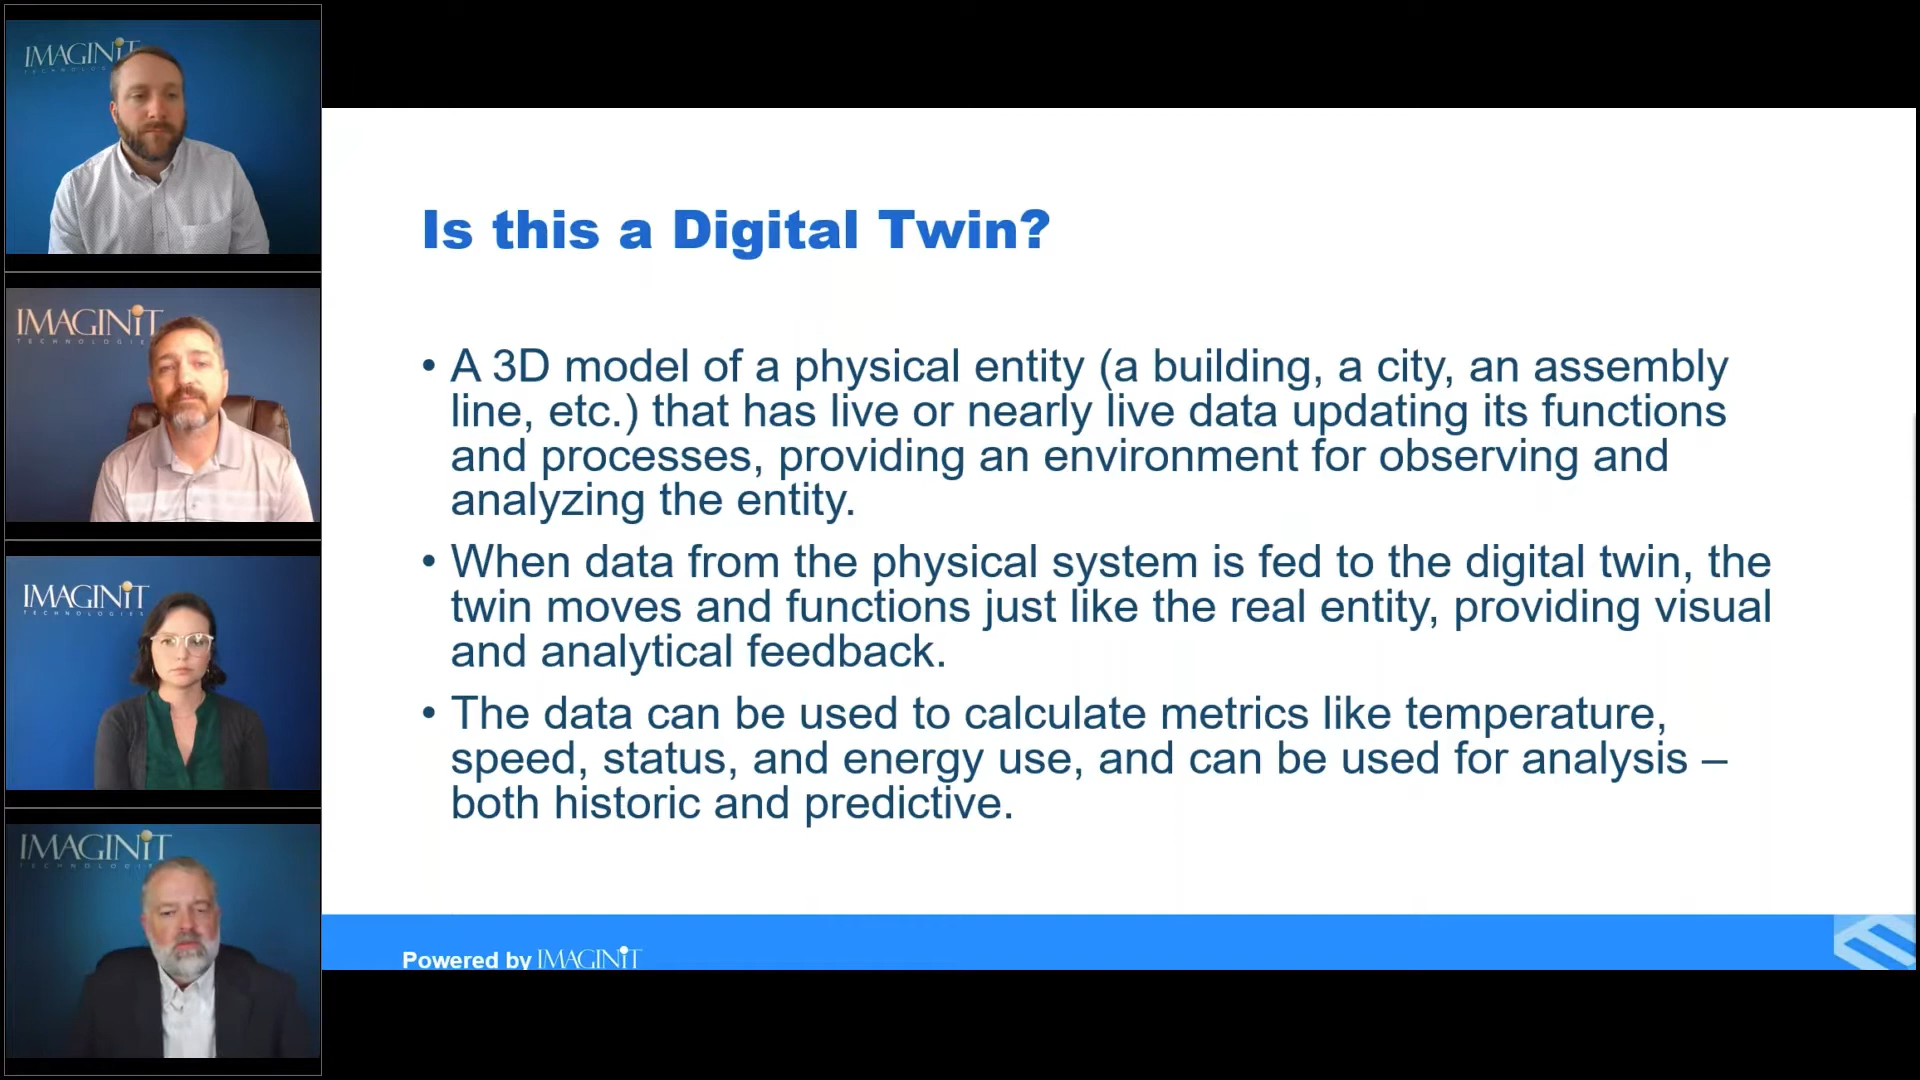 IMAGINiT
TECHNOLOGIES
IMAGINiT
TECHNOLOGIES
IMAGINiT
TECHNOLOGIES
IMAGINiT
TECHNOLOGIES
Is this a Digital Twin?
• A 3D model of a physical entity (a building, a city, an assembly
line, etc.) that has live or nearly live data updating its functions
and processes, providing an environment for observing and
analyzing the entity.
• When data from the physical system is fed to the digital twin, the
twin moves and functions just like the real entity, providing visual
and analytical feedback.
• The data can be used to calculate metrics like temperature,
speed, status, and energy use, and can be used for analysis –
both historic and predictive.
Powered by IMAGINiT